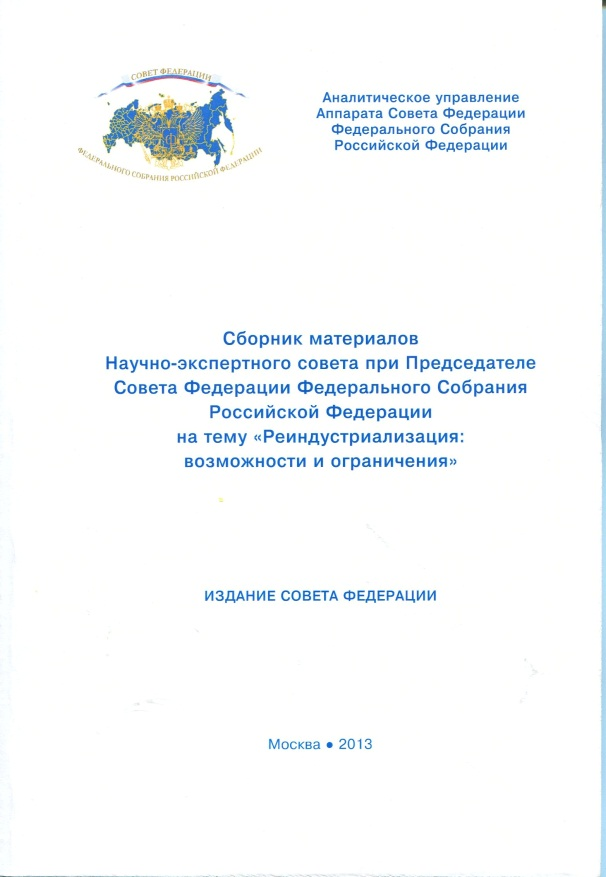 СОВЕТ ФЕДЕРАЦИИ
ФЕДЕРАЛЬНОГО СОБРАНИЯ РОССИЙСКОЙ ФЕДЕРАЦИИ
Аналитическое управление
Аппарата Совета Федерации
Федерального Собрания
Российской Федерации
Сборник материалов
Научно-экспертного совета при Председателе
Совета Федерации Федерального Собрания
Российской Федерации
на тему «Реиндустриализация:
возможности и ограничения»
ИЗДАНИЕ СОВЕТА ФЕДЕРАЦИИ
Москва ● 2013